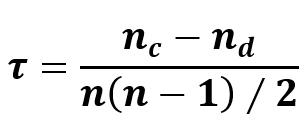 τ = (n_c − n_d) / (n(n − 1) / 2)